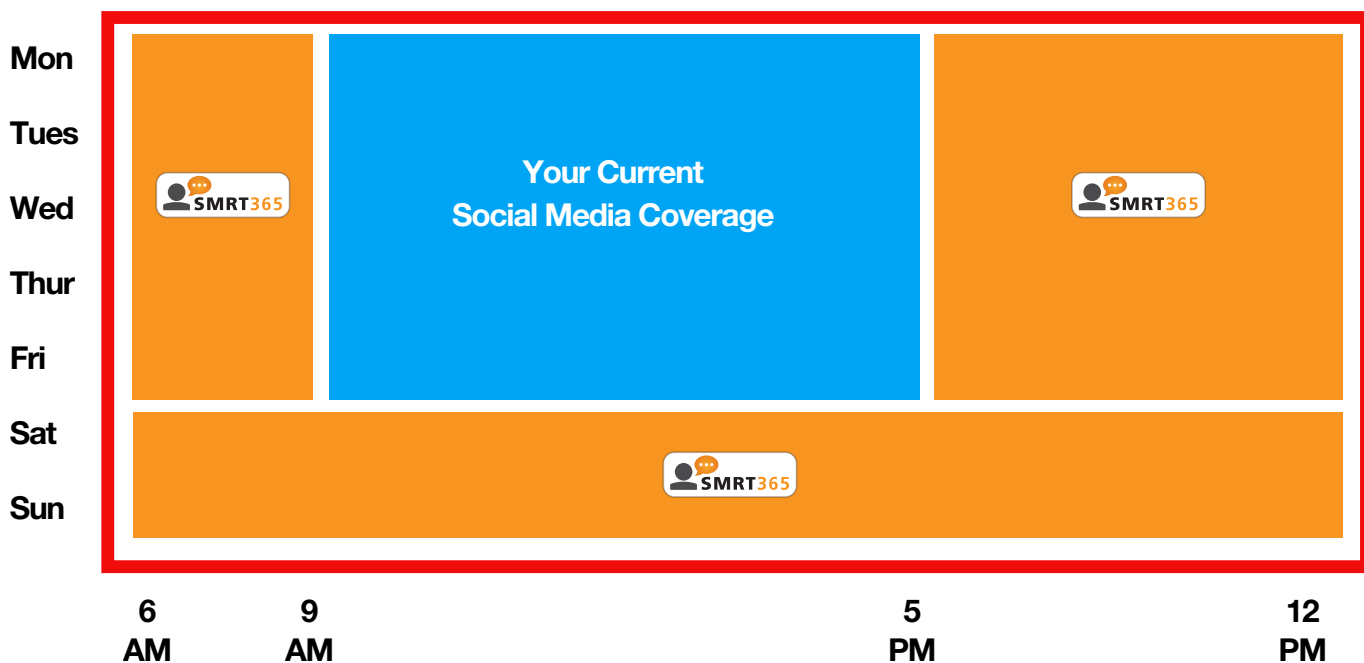 Mon
Tues
Wed
Thur
Fri
Sat
Sun
SMRT365
Your Current
Social Media Coverage
SMRT365
SMRT365
6
AM
9
AM
5
PM
12
PM